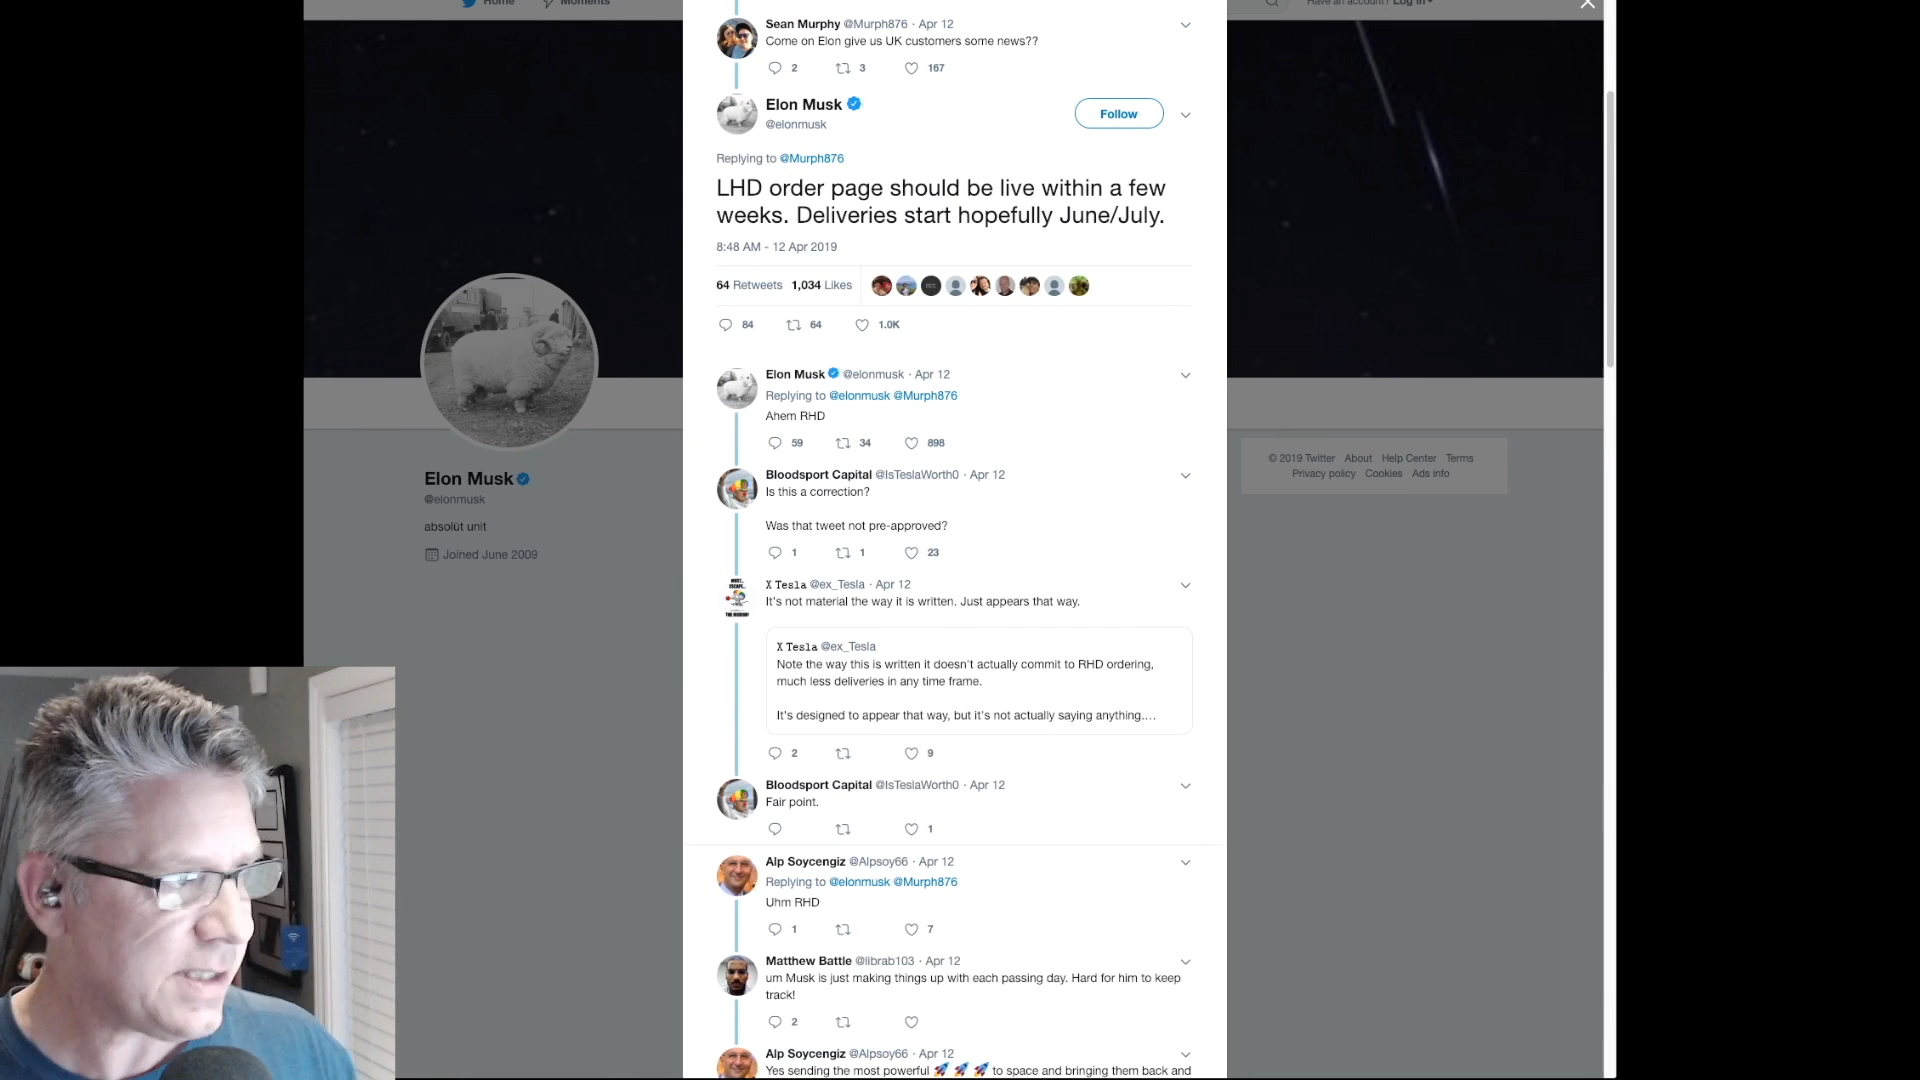 Home Moments
Have an account? Log in
Sean Murphy @Murph876 · Apr 12
Come on Elon give us UK customers some news??
2 3 167
Elon Musk
@elonmusk
Follow
Replying to @Murph876
LHD order page should be live within a few
weeks. Deliveries start hopefully June/July.
8:48 AM - 12 Apr 2019
64 Retweets 1,034 Likes
84 64 1.0K
Elon Musk @elonmusk · Apr 12
Replying to @elonmusk @Murph876
Ahem RHD
59 34 898
Bloodsport Capital @IsTeslaWorth0 · Apr 12
Is this a correction?
Was that tweet not pre-approved?
1 1 23
X Tesla @ex_Tesla · Apr 12
It's not material the way it is written. Just appears that way.
X Tesla @ex_Tesla
Note the way this is written it doesn't actually commit to RHD ordering,
much less deliveries in any time frame.
It's designed to appear that way, but it's not actually saying anything....
2 9
Bloodsport Capital @IsTeslaWorth0 · Apr 12
Fair point.
1
Alp Soycengiz @Alpsoy66 · Apr 12
Replying to @elonmusk @Murph876
Uhm RHD
1 7
Matthew Battle @librab103 · Apr 12
um Musk is just making things up with each passing day. Hard for him to keep
track!
2
Alp Soycengiz @Alpsoy66 · Apr 12
Yes sending the most powerful 🚀 🚀 🚀 to space and bringing them back and
Elon Musk
@elonmusk
absolüt unit
Joined June 2009
© 2019 Twitter About Help Center Terms
Privacy policy Cookies Ads info